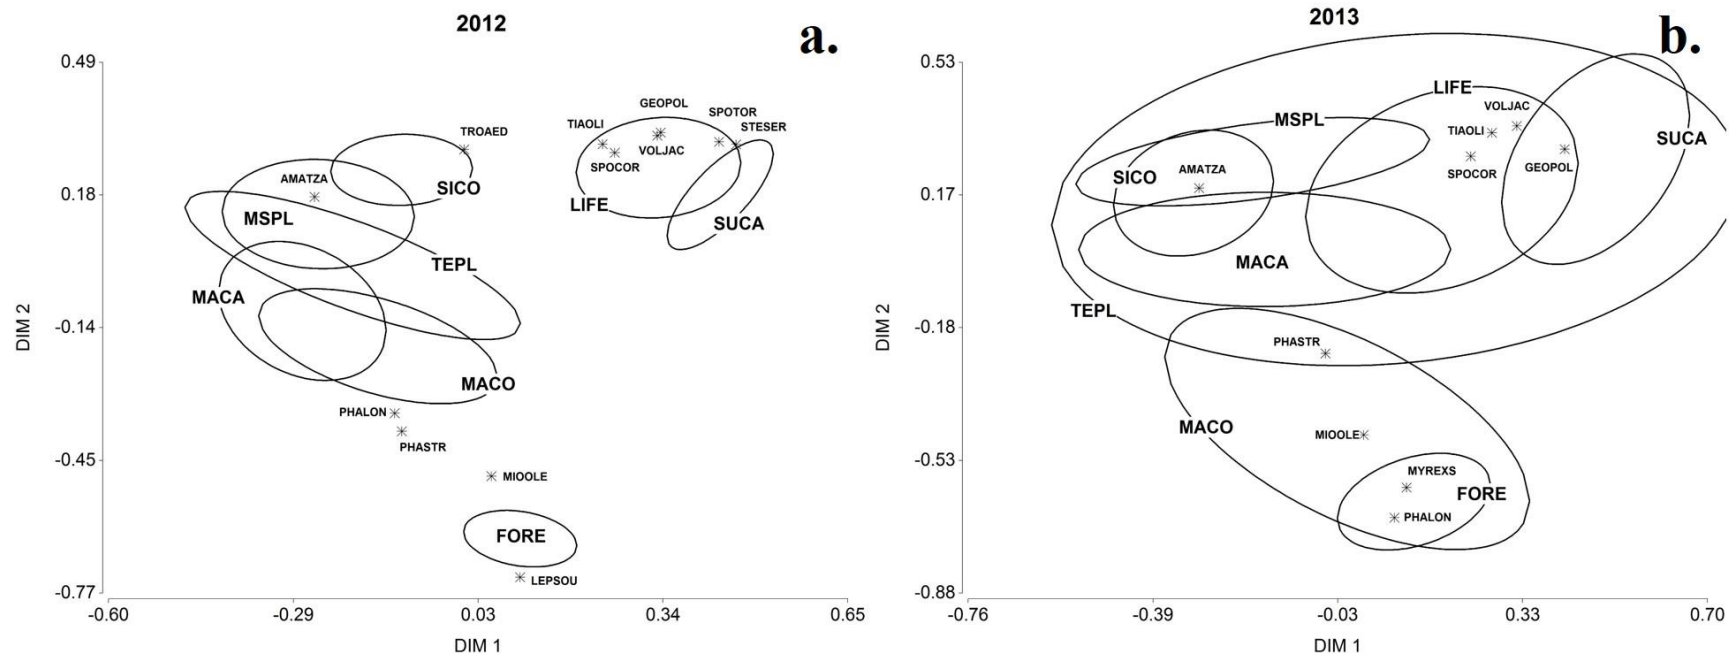 2012
a.
0.49
0.18
-0.14
-0.45
-0.77
DIM 2
TROAED
SICO
AMATZA
MSPL
TEPL
MACA
MACO
PHALON
PHASTR
MIOOLE
FORE
LEPSOU
GEOPOL
SPOTOR
TIAOLI
STESER
VOLJAC
SPOCOR
LIFE
SUCA
-0.60
-0.29
0.03
0.34
0.65
DIM 1
2013
b.
0.53
0.17
-0.18
-0.53
-0.88
DIM 2
LIFE
VOLJAC
MSPL
TIAOLI
SUCA
SICO
AMATZA
SPOCOR
GEOPOL
MACA
TEPL
PHASTR
MACO
MIOOLE
MYREXS
FORE
PHALON
-0.76
-0.39
-0.03
0.33
0.70
DIM 1